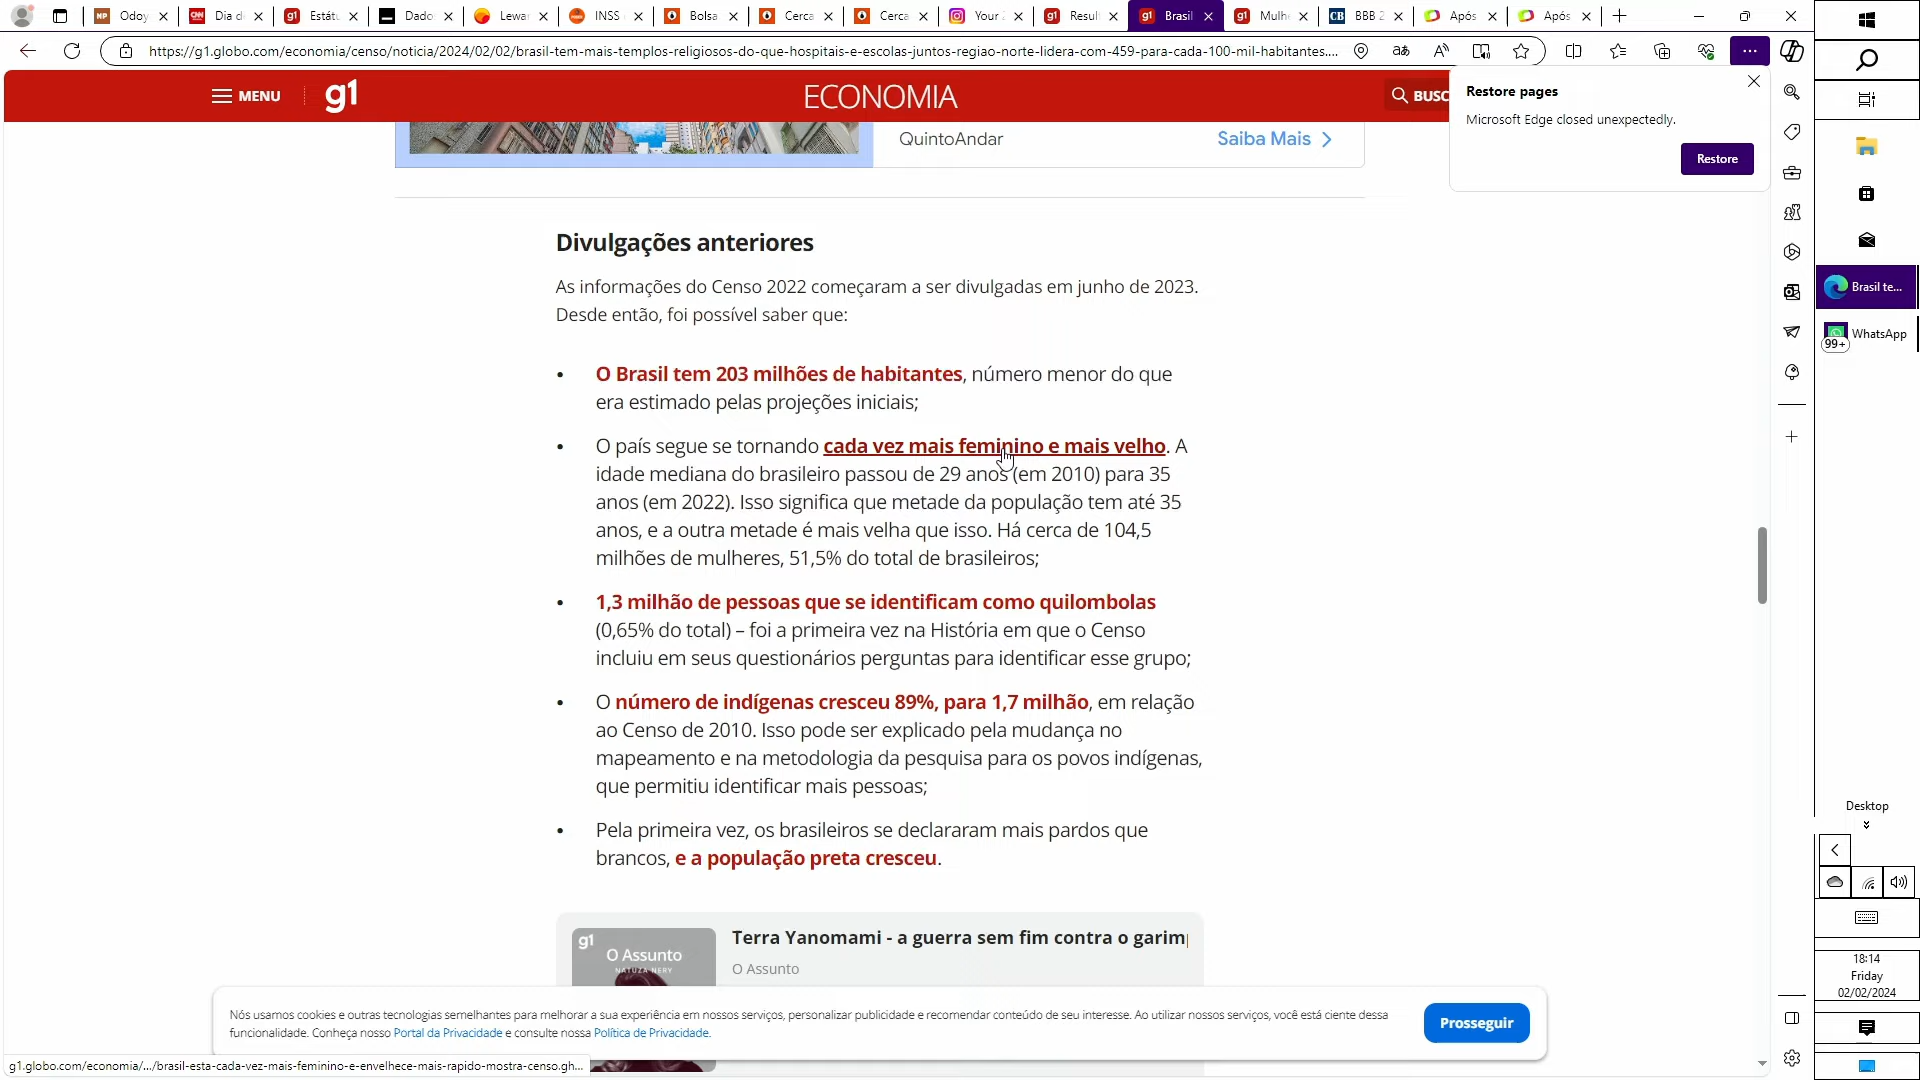 Odoy
CNN
Dia d
g1
Estátu
Dado
Lewar
INSS
Bolsa
Cerca
Cerca
Your
g1
Resul
g1
Brasil
g1
Mulh
CB
BBB 2
Após
Após
https://g1.globo.com/economia/censo/noticia/2024/02/02/brasil-tem-mais-templos-religiosos-do-que-hospitais-e-escolas-juntos-regiao-norte-lidera-com-459-para-cada-100-mil-habitantes....
MENU
g1
ECONOMIA
BUSC
Restore pages
Microsoft Edge closed unexpectedly.
Restore
QuintoAndar
Saiba Mais
Divulgações anteriores
As informações do Censo 2022 começaram a ser divulgadas em junho de 2023.
Desde então, foi possível saber que:
• O Brasil tem 203 milhões de habitantes, número menor do que
era estimado pelas projeções iniciais;
• O país segue se tornando cada vez mais feminino e mais velho. A
idade mediana do brasileiro passou de 29 anos (em 2010) para 35
anos (em 2022). Isso significa que metade da população tem até 35
anos, e a outra metade é mais velha que isso. Há cerca de 104,5
milhões de mulheres, 51,5% do total de brasileiros;
• 1,3 milhão de pessoas que se identificam como quilombolas
(0,65% do total) – foi a primeira vez na História em que o Censo
incluiu em seus questionários perguntas para identificar esse grupo;
• O número de indígenas cresceu 89%, para 1,7 milhão, em relação
ao Censo de 2010. Isso pode ser explicado pela mudança no
mapeamento e na metodologia da pesquisa para os povos indígenas,
que permitiu identificar mais pessoas;
• Pela primeira vez, os brasileiros se declararam mais pardos que
brancos, e a população preta cresceu.
g1
O Assunto
NATUZA NERY
Terra Yanomami - a guerra sem fim contra o garim
O Assunto
Nós usamos cookies e outras tecnologias semelhantes para melhorar a sua experiência em nossos serviços, personalizar publicidade e recomendar conteúdo de seu interesse. Ao utilizar nossos serviços, você está ciente dessa
funcionalidade. Conheça nosso Portal da Privacidade e consulte nossa Política de Privacidade.
Prosseguir
g1.globo.com/economia/.../brasil-esta-cada-vez-mais-feminino-e-envelhece-mais-rapido-mostra-censo.gh...
Brasil te...
WhatsApp
99+
Desktop
18:14
Friday
02/02/2024